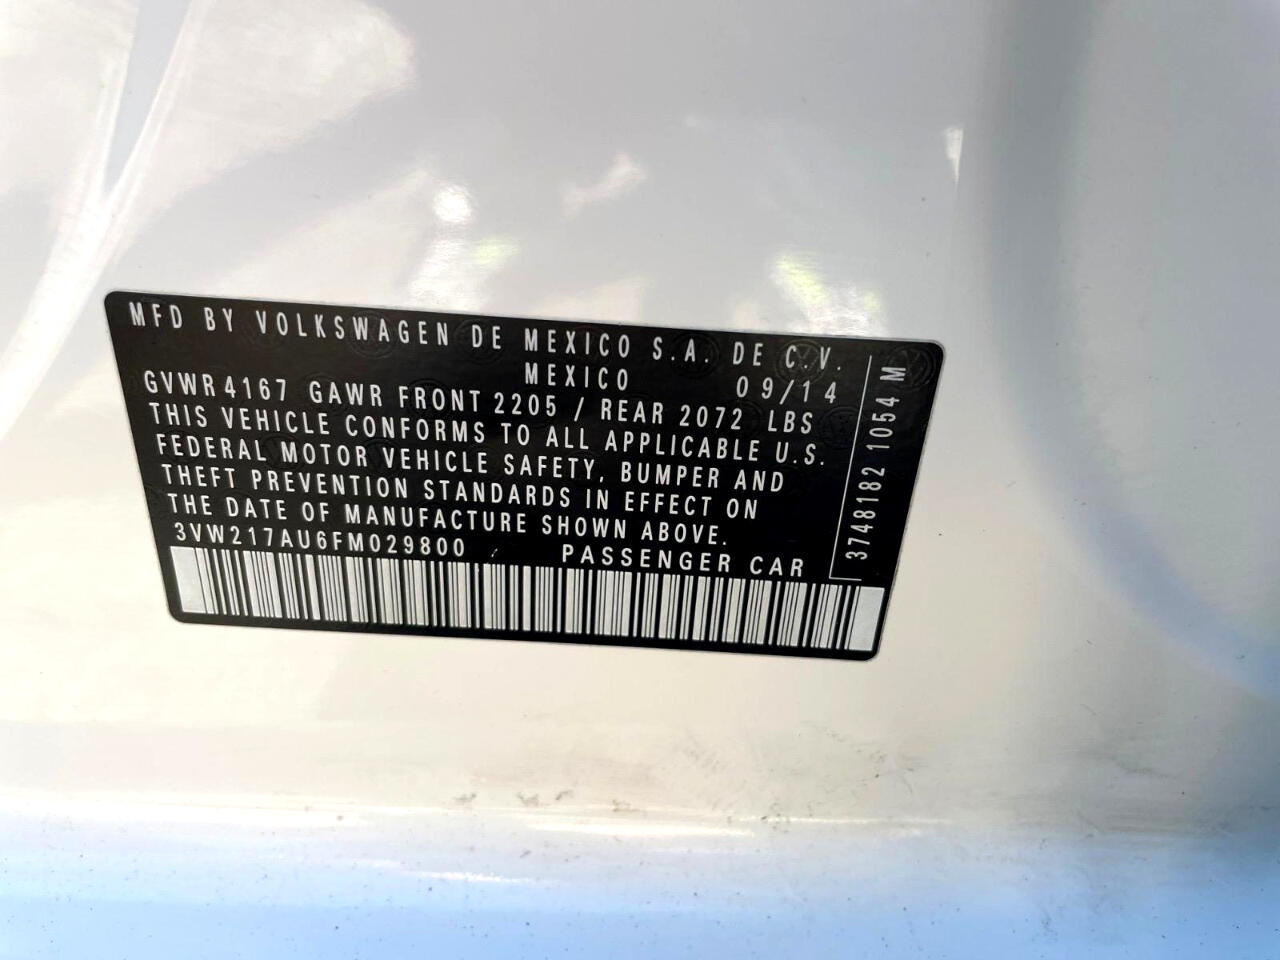 MFD BY VOLKSWAGEN DE MEXICO S.A. DE C.V.
MEXICO 09/14
GVWR 4167 GAWR FRONT 2205 / REAR 2072 LBS
THIS VEHICLE CONFORMS TO ALL APPLICABLE U.S.
FEDERAL MOTOR VEHICLE SAFETY, BUMPER AND
THEFT PREVENTION STANDARDS IN EFFECT ON
THE DATE OF MANUFACTURE SHOWN ABOVE.
3VW217AU6FM029800 PASSENGER CAR
3748182 1054 M